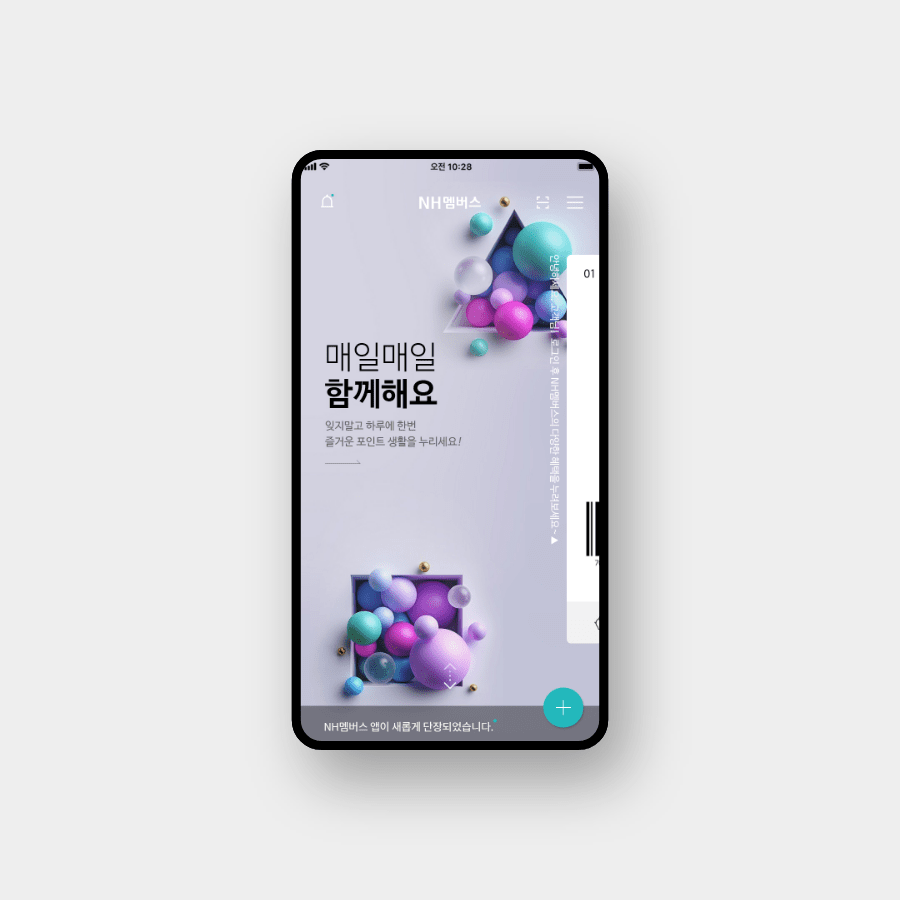 오전 10:28
NH멤버스
01
안녕하세요 고객님! 로그인 후 NH멤버스의 다양한 혜택을 누려보세요~ ▲
매일매일
함께해요
잊지말고 하루에 한번
즐거운 포인트 생활을 누리세요!
NH멤버스 앱이 새롭게 단장되었습니다.